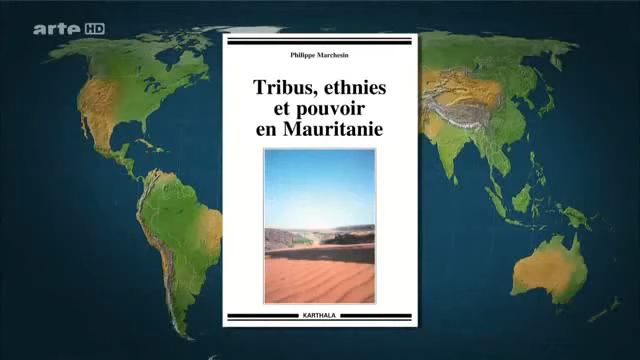 arte HD
Philippe Marchesin
Tribus, ethnies
et pouvoir
en Mauritanie
KARTHALA